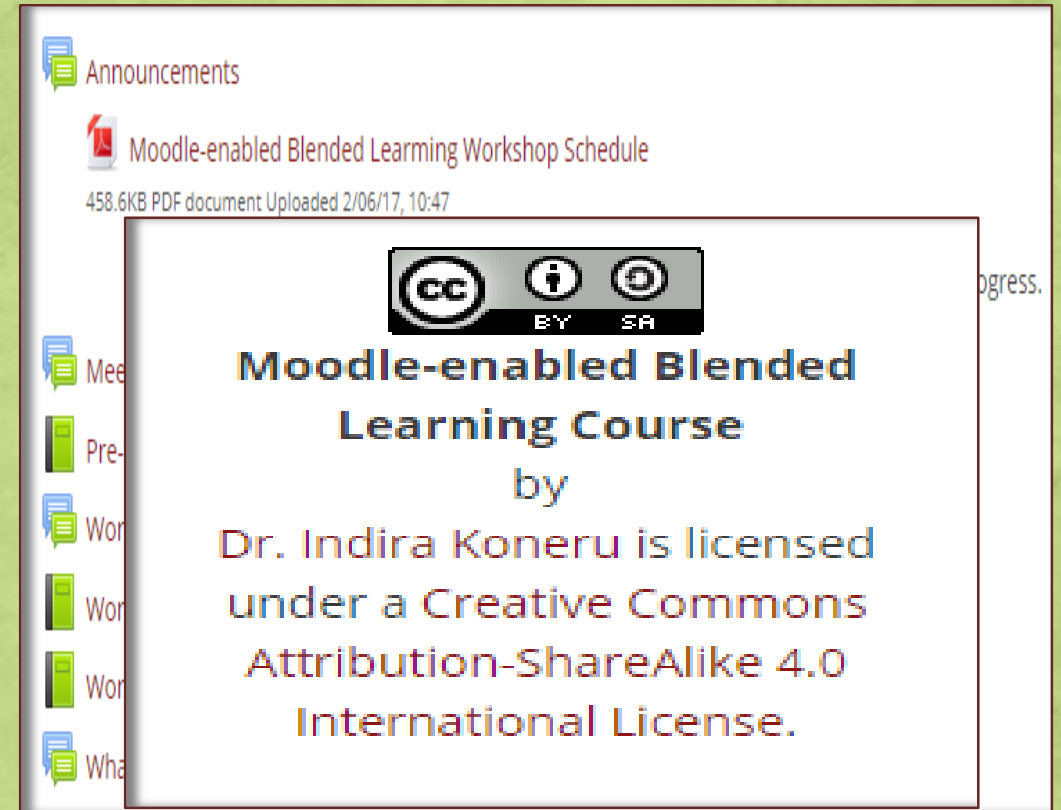 Announcements
Moodle-enabled Blended Learning Workshop Schedule
458.6KB PDF document Uploaded 2/06/17, 10:47
cc BY SA
Moodle-enabled Blended
Learning Course
by
Dr. Indira Koneru is licensed
under a Creative Commons
Attribution-ShareAlike 4.0
International License.